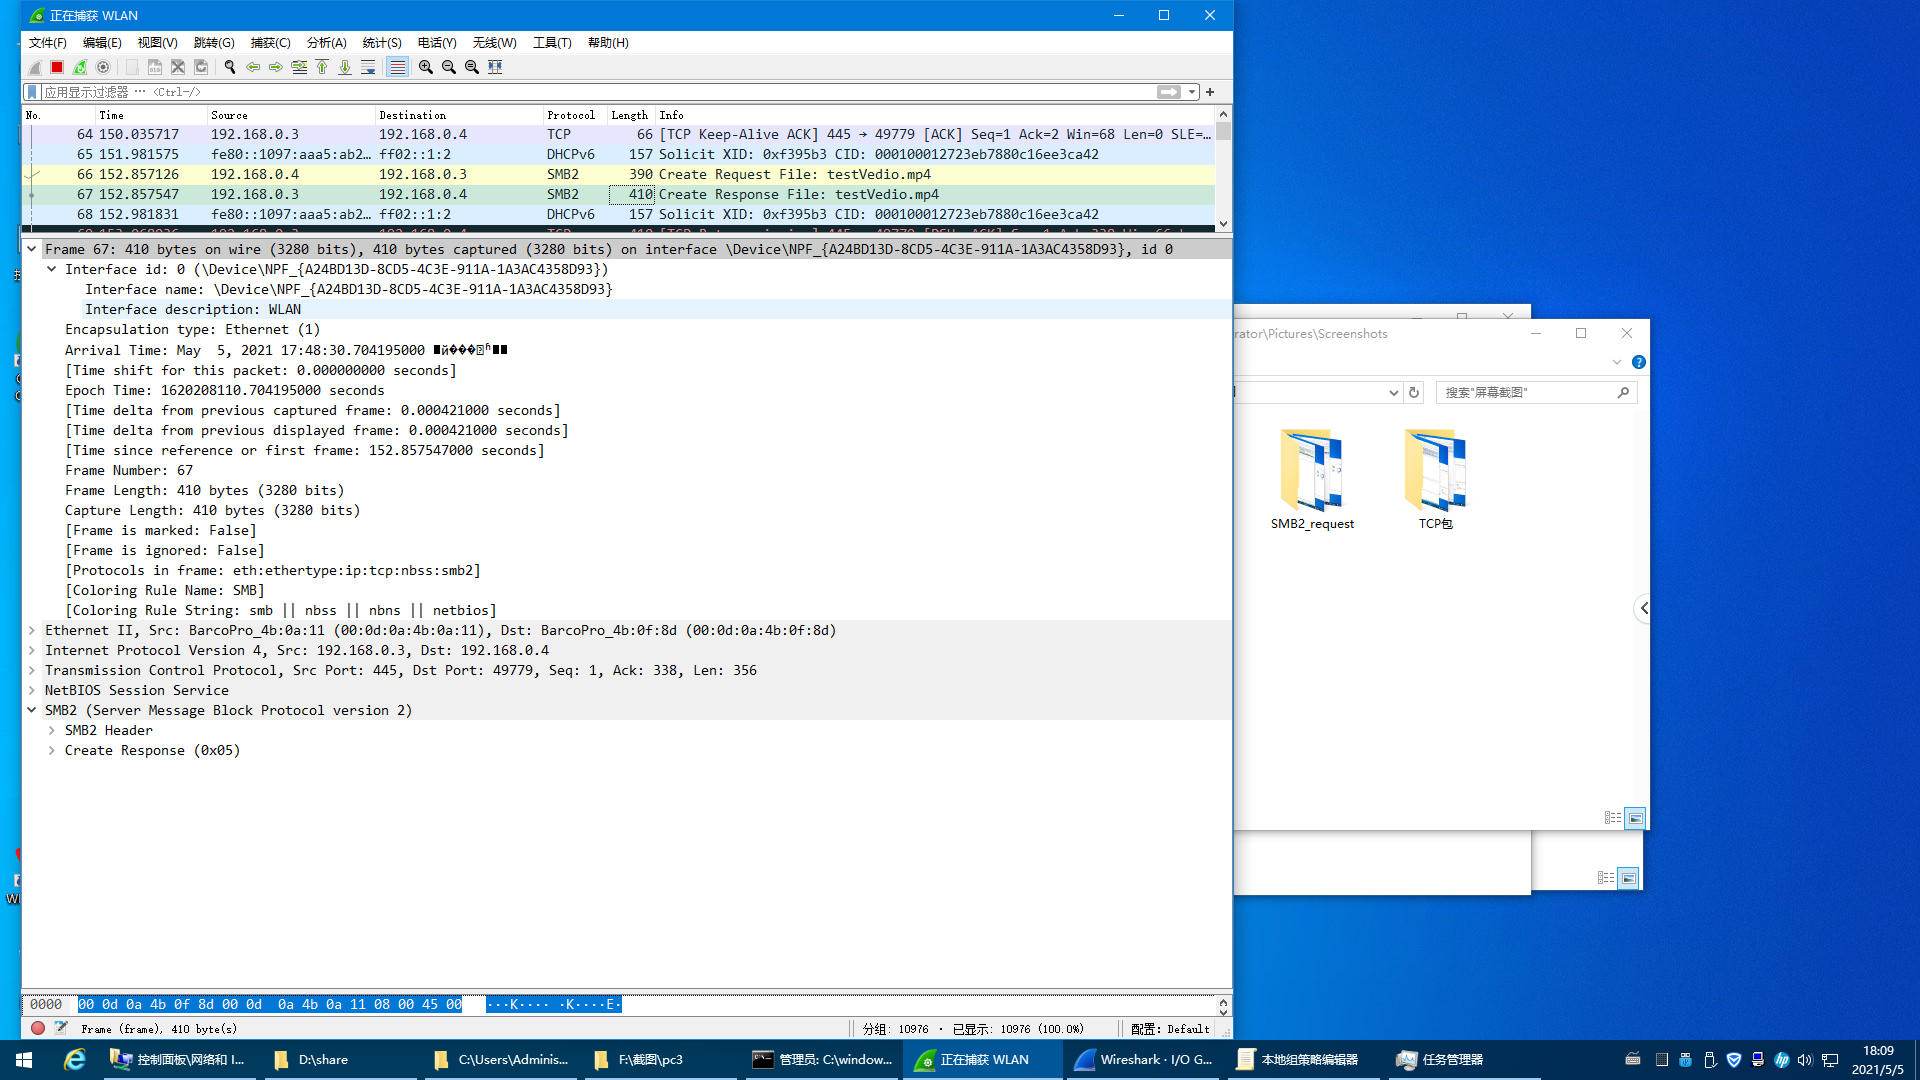 正在捕获 WLAN
文件(F) 编辑(E) 视图(V) 跳转(G) 捕获(C) 分析(A) 统计(S) 电话(Y) 无线(W) 工具(T) 帮助(H)
应用显示过滤器 … <Ctrl-/>
No. Time Source Destination Protocol Length Info
64 150.035717 192.168.0.3 192.168.0.4 TCP 66 [TCP Keep-Alive ACK] 445 → 49779 [ACK] Seq=1 Ack=2 Win=68 Len=0 SLE=…
65 151.981575 fe80::1097:aaa5:ab2… ff02::1:2 DHCPv6 157 Solicit XID: 0xf395b3 CID: 000100012723eb7880c16ee3ca42
66 152.857126 192.168.0.4 192.168.0.3 SMB2 390 Create Request File: testVedio.mp4
67 152.857547 192.168.0.3 192.168.0.4 SMB2 410 Create Response File: testVedio.mp4
68 152.981831 fe80::1097:aaa5:ab2… ff02::1:2 DHCPv6 157 Solicit XID: 0xf395b3 CID: 000100012723eb7880c16ee3ca42
Frame 67: 410 bytes on wire (3280 bits), 410 bytes captured (3280 bits) on interface \Device\NPF_{A24BD13D-8CD5-4C3E-911A-1A3AC4358D93}, id 0
Interface id: 0 (\Device\NPF_{A24BD13D-8CD5-4C3E-911A-1A3AC4358D93})
Interface name: \Device\NPF_{A24BD13D-8CD5-4C3E-911A-1A3AC4358D93}
Interface description: WLAN
Encapsulation type: Ethernet (1)
Arrival Time: May  5, 2021 17:48:30.704195000
[Time shift for this packet: 0.000000000 seconds]
Epoch Time: 1620208110.704195000 seconds
[Time delta from previous captured frame: 0.000421000 seconds]
[Time delta from previous displayed frame: 0.000421000 seconds]
[Time since reference or first frame: 152.857547000 seconds]
Frame Number: 67
Frame Length: 410 bytes (3280 bits)
Capture Length: 410 bytes (3280 bits)
[Frame is marked: False]
[Frame is ignored: False]
[Protocols in frame: eth:ethertype:ip:tcp:nbss:smb2]
[Coloring Rule Name: SMB]
[Coloring Rule String: smb || nbss || nbns || netbios]
Ethernet II, Src: BarcoPro_4b:0a:11 (00:0d:0a:4b:0a:11), Dst: BarcoPro_4b:0f:8d (00:0d:0a:4b:0f:8d)
Internet Protocol Version 4, Src: 192.168.0.3, Dst: 192.168.0.4
Transmission Control Protocol, Src Port: 445, Dst Port: 49779, Seq: 1, Ack: 338, Len: 356
NetBIOS Session Service
SMB2 (Server Message Block Protocol version 2)
SMB2 Header
Create Response (0x05)
0000 00 0d 0a 4b 0f 8d 00 0d 0a 4b 0a 11 08 00 45 00 ···K···· ·K····E·
Frame (frame), 410 byte(s) 分组: 10976 · 已显示: 10976 (100.0%) 配置: Default
rator\Pictures\Screenshots
搜索"屏幕截图"
SMB2_request TCP包
控制面板\网络和 I... D:\share C:\Users\Adminis... F:\截图\pc3 管理员: C:\window... 正在捕获 WLAN Wireshark · I/O G... 本地组策略编辑器 任务管理器
18:09
2021/5/5